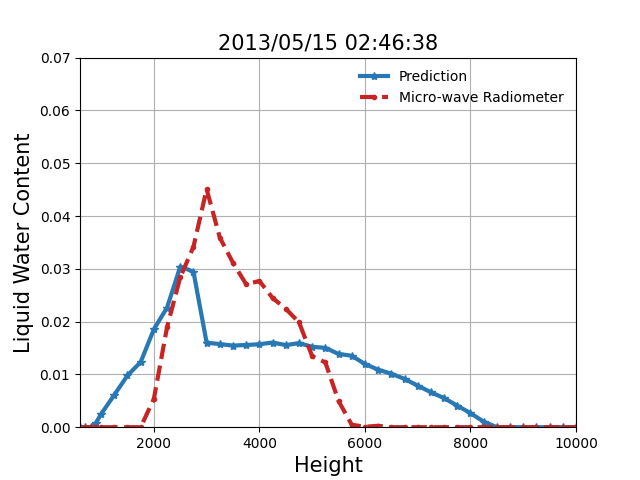 2013/05/15 02:46:38
0.07
0.06
0.05
0.04
0.03
0.02
0.01
0.00
Liquid Water Content
Prediction
Micro-wave Radiometer
2000 4000 6000 8000 10000
Height